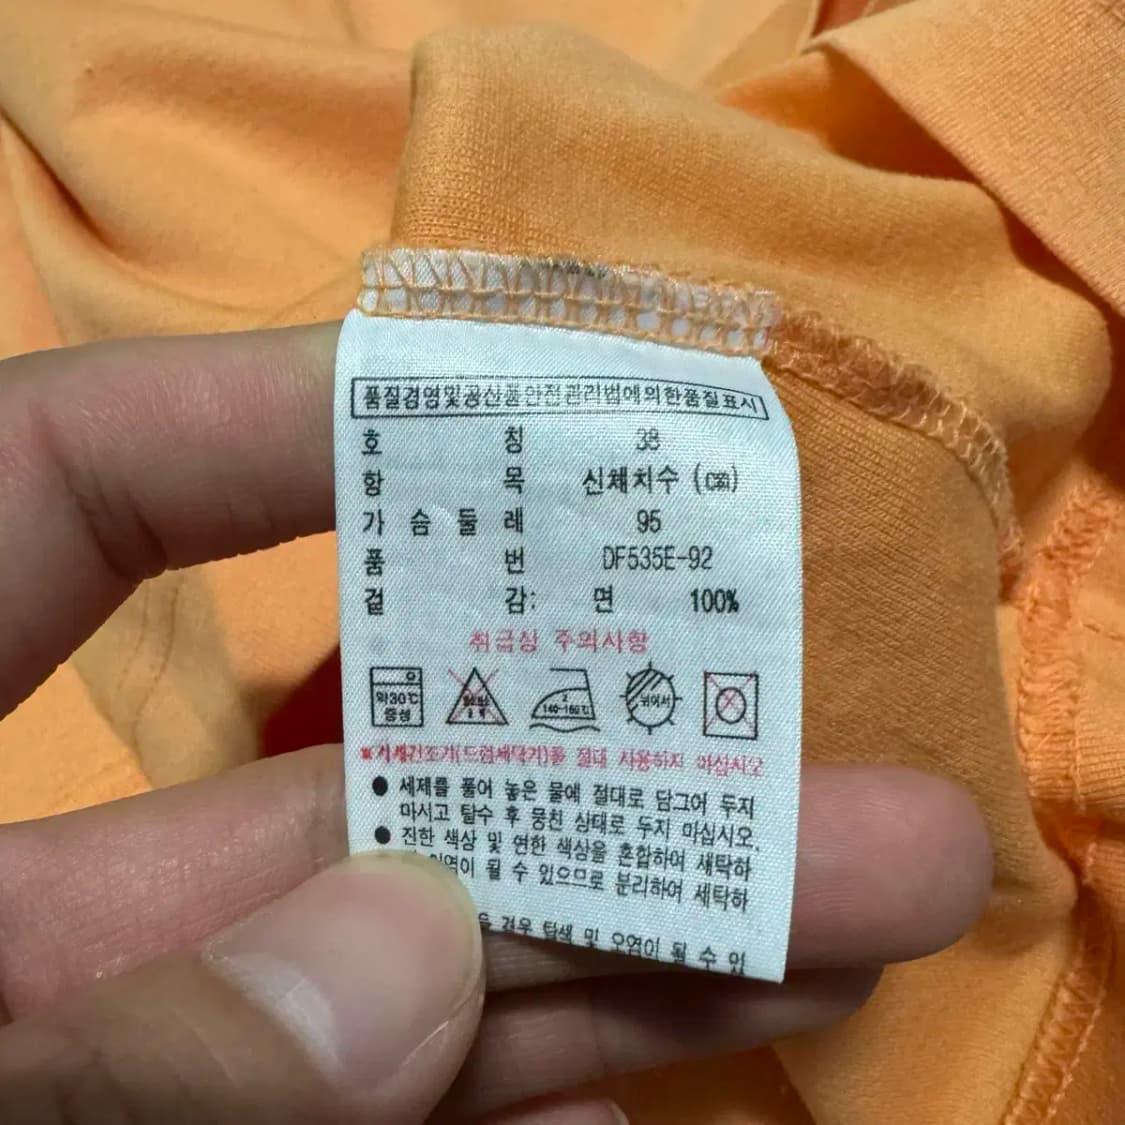 품질경영및공산품안전관리법에의한품질표시
호 칭 38
항 목 신체치수 (cm)
가 슴 둘 레 95
품 번 DF535E-92
겉 감: 면 100%
취급상 주의사항
약30℃ 중성
2 140-160℃
뉘어서
※기계건조기(드럼세탁기)를 절대 사용하지 마십시오
● 세제를 풀어 놓은 물에 절대로 담그어 두지
마시고 탈수 후 뭉친 상태로 두지 마십시오.
● 진한 색상 및 연한 색상을 혼합하여 세탁하
오염이 될 수 있으므로 분리하여 세탁하
경우 탈색 및 오염이 될 수 있